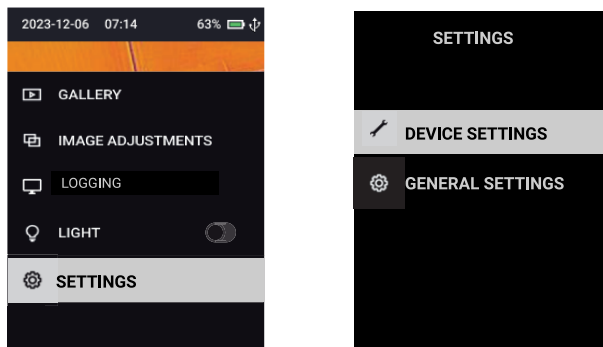 2023-12-06 07:14 63%
GALLERY
IMAGE ADJUSTMENTS
LOGGING
LIGHT
SETTINGS
SETTINGS
DEVICE SETTINGS
GENERAL SETTINGS